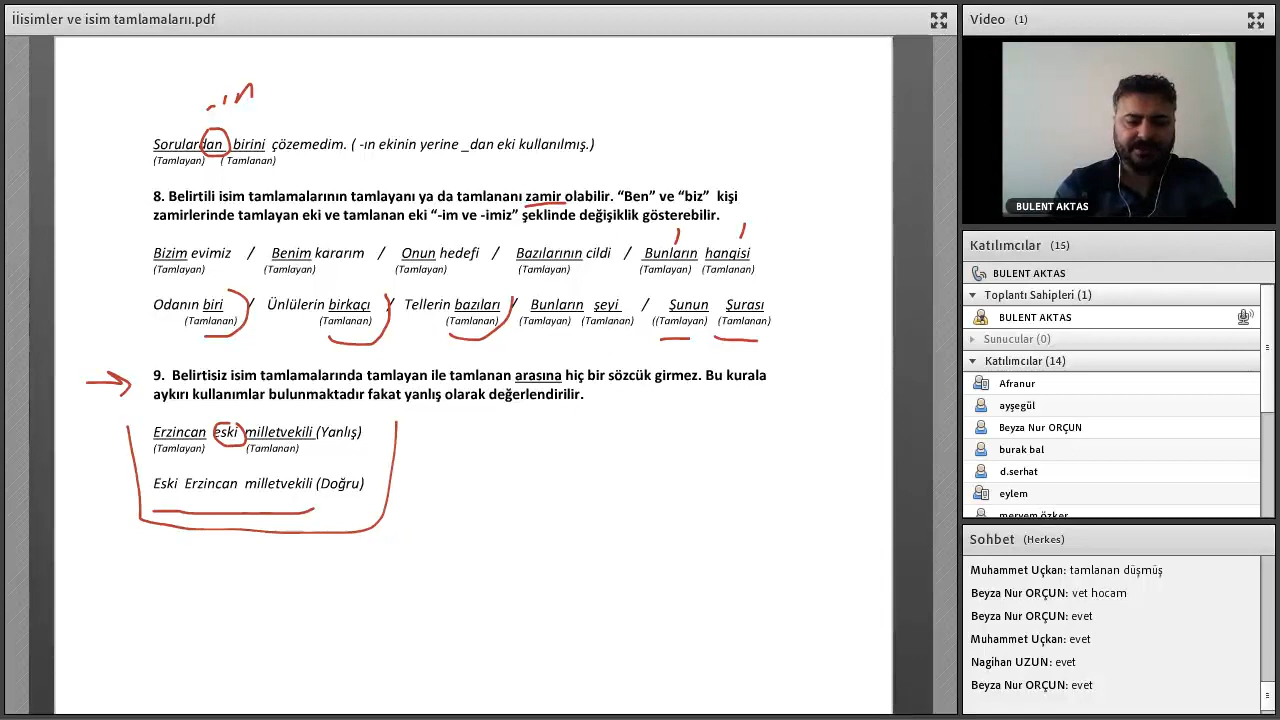 İisimler ve isim tamlamalarıı.pdf
-ın
Sorulardan birini çözemedim. ( -ın ekinin yerine _dan eki kullanılmış.)
(Tamlayan) ( Tamlanan)
8. Belirtili isim tamlamalarının tamlayanı ya da tamlananı zamir olabilir. “Ben” ve “biz” kişi
zamirlerinde tamlayan eki ve tamlanan eki “-im ve -imiz” şeklinde değişiklik gösterebilir.
Bizim evimiz / Benim kararım / Onun hedefi / Bazılarının cildi / Bunların hangisi
(Tamlayan) (Tamlayan) (Tamlayan) (Tamlayan) (Tamlayan) (Tamlanan)
Odanın biri / Ünlülerin birkaçı / Tellerin bazıları / Bunların şeyi / Şunun Şurası
(Tamlanan) (Tamlanan) (Tamlanan) (Tamlayan) (Tamlanan) ((Tamlayan) (Tamlanan)
9. Belirtisiz isim tamlamalarında tamlayan ile tamlanan arasına hiç bir sözcük girmez. Bu kurala
aykırı kullanımlar bulunmaktadır fakat yanlış olarak değerlendirilir.
Erzincan eski milletvekili (Yanlış)
(Tamlayan) (Tamlanan)
Eski Erzincan milletvekili (Doğru)
Video (1)
BULENT AKTAS
Katılımcılar (15)
BULENT AKTAS
Toplantı Sahipleri (1)
BULENT AKTAS
Sunucular (0)
Katılımcılar (14)
Afranur
ayşegül
Beyza Nur ORÇUN
burak bal
d.serhat
eylem
meryem özker
Sohbet (Herkes)
Muhammet Uçkan: tamlanan düşmüş
Beyza Nur ORÇUN: vet hocam
Beyza Nur ORÇUN: evet
Muhammet Uçkan: evet
Nagihan UZUN: evet
Beyza Nur ORÇUN: evet